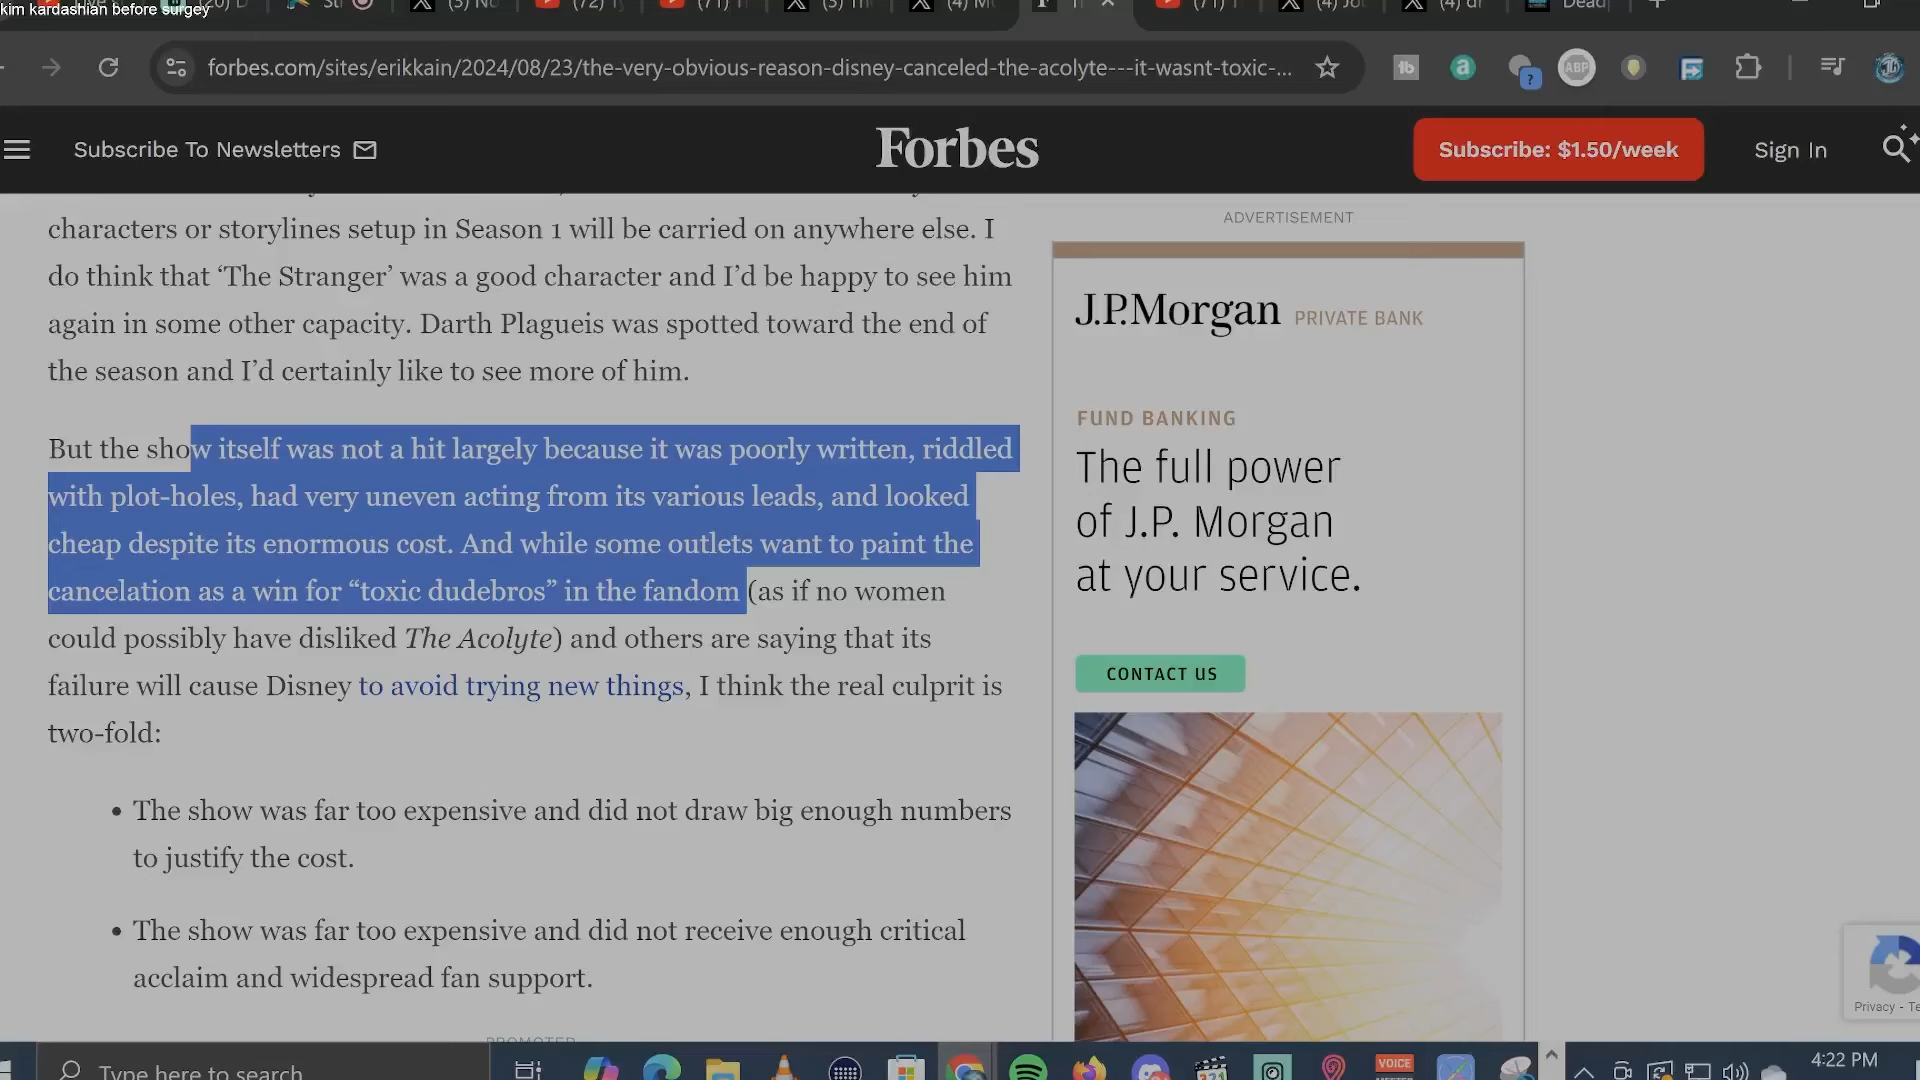 kim kardashian before surgey
forbes.com/sites/erikkain/2024/08/23/the-very-obvious-reason-disney-canceled-the-acolyte---it-wasnt-toxic-...
ABP
Subscribe To Newsletters
Forbes
Subscribe: $1.50/week
Sign In
characters or storylines setup in Season 1 will be carried on anywhere else. I
do think that ‘The Stranger’ was a good character and I’d be happy to see him
again in some other capacity. Darth Plagueis was spotted toward the end of
the season and I’d certainly like to see more of him.
But the show itself was not a hit largely because it was poorly written, riddled
with plot-holes, had very uneven acting from its various leads, and looked
cheap despite its enormous cost. And while some outlets want to paint the
cancelation as a win for “toxic dudebros” in the fandom (as if no women
could possibly have disliked The Acolyte) and others are saying that its
failure will cause Disney to avoid trying new things, I think the real culprit is
two-fold:
• The show was far too expensive and did not draw big enough numbers
to justify the cost.
• The show was far too expensive and did not receive enough critical
acclaim and widespread fan support.
PROMOTED
ADVERTISEMENT
J.P.Morgan PRIVATE BANK
FUND BANKING
The full power
of J.P. Morgan
at your service.
CONTACT US
Privacy - Te
Type here to search
VOICE
4:22 PM